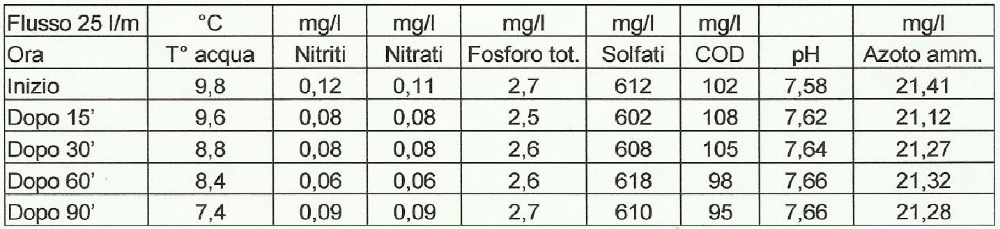 Flusso 25 l/m °C mg/l mg/l mg/l mg/l mg/l mg/l
Ora T° acqua Nitriti Nitrati Fosforo tot. Solfati COD pH Azoto amm.
Inizio 9,8 0,12 0,11 2,7 612 102 7,58 21,41
Dopo 15' 9,6 0,08 0,08 2,5 602 108 7,62 21,12
Dopo 30' 8,8 0,08 0,08 2,6 608 105 7,64 21,27
Dopo 60' 8,4 0,06 0,06 2,6 618 98 7,66 21,32
Dopo 90' 7,4 0,09 0,09 2,7 610 95 7,66 21,28